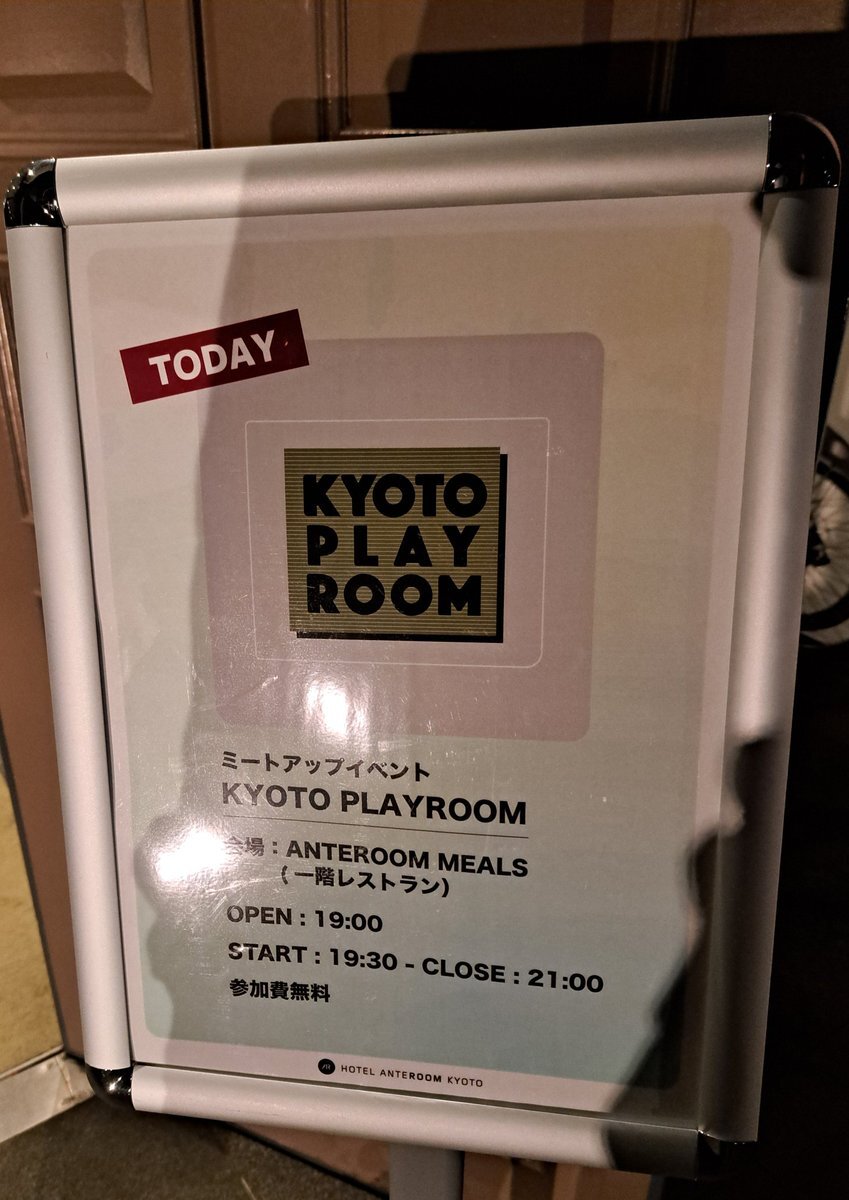 TODAY
KYOTO
PLAY
ROOM
ミートアップイベント
KYOTO PLAYROOM
会場：ANTEROOM MEALS
（一階レストラン）
OPEN : 19:00
START : 19:30 - CLOSE : 21:00
参加費無料
HOTEL ANTEROOM KYOTO